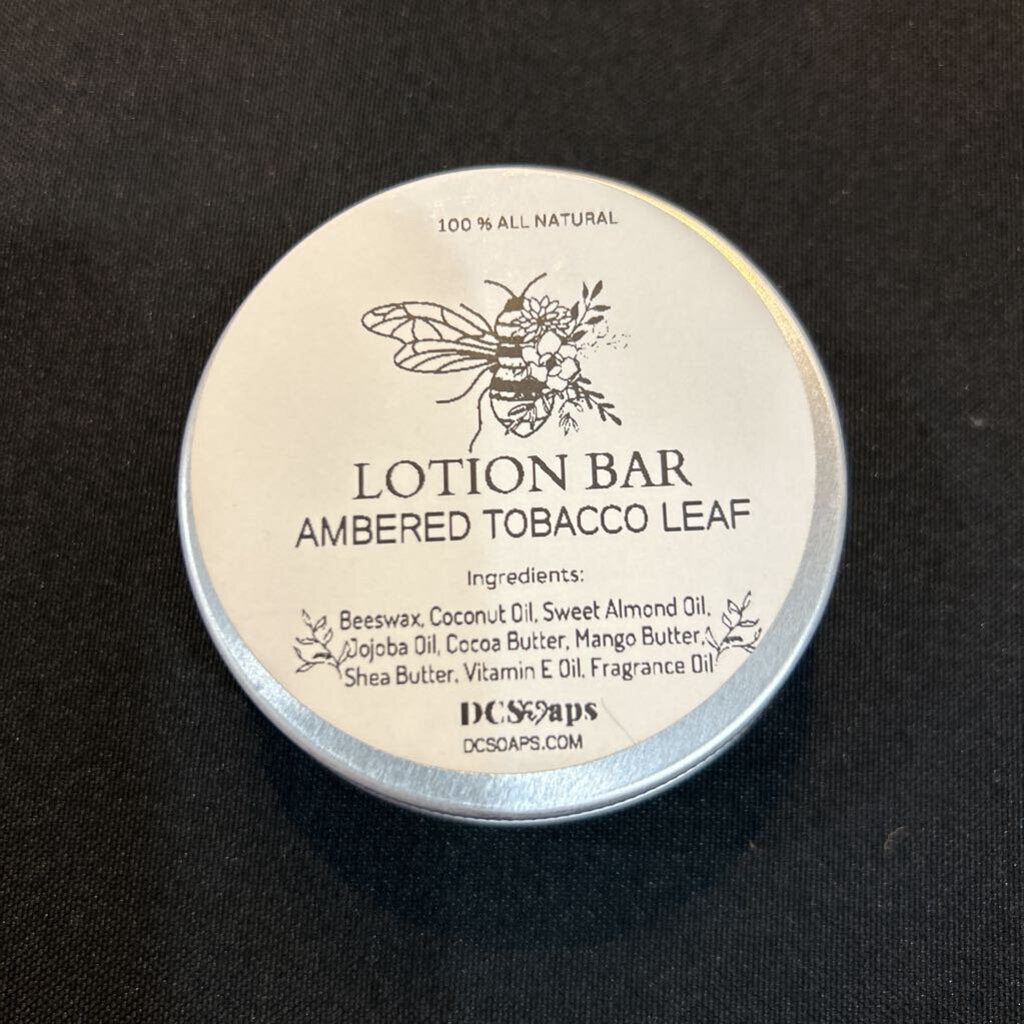 100 % ALL NATURAL
LOTION BAR
AMBERED TOBACCO LEAF
Ingredients:
Beeswax, Coconut Oil, Sweet Almond Oil,
Jojoba Oil, Cocoa Butter, Mango Butter,
Shea Butter, Vitamin E Oil, Fragrance Oil
DCSoaps
DCSOAPS.COM